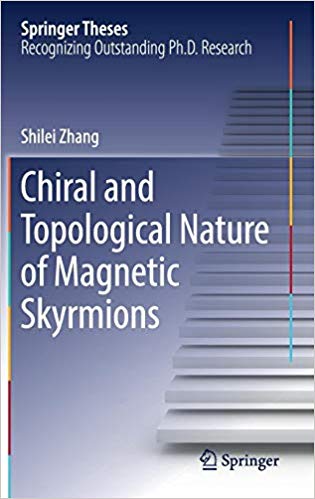 Springer Theses
Recognizing Outstanding Ph.D. Research
Shilei Zhang
Chiral and
Topological Nature
of Magnetic
Skyrmions
Springer